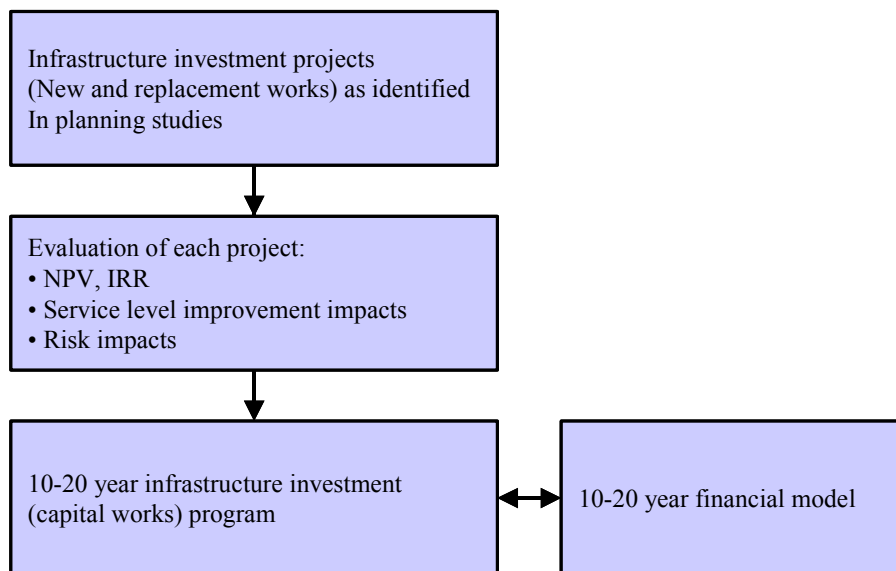 Infrastructure investment projects
(New and replacement works) as identified
In planning studies
Evaluation of each project:
• NPV, IRR
• Service level improvement impacts
• Risk impacts
10-20 year infrastructure investment
(capital works) program
10-20 year financial model